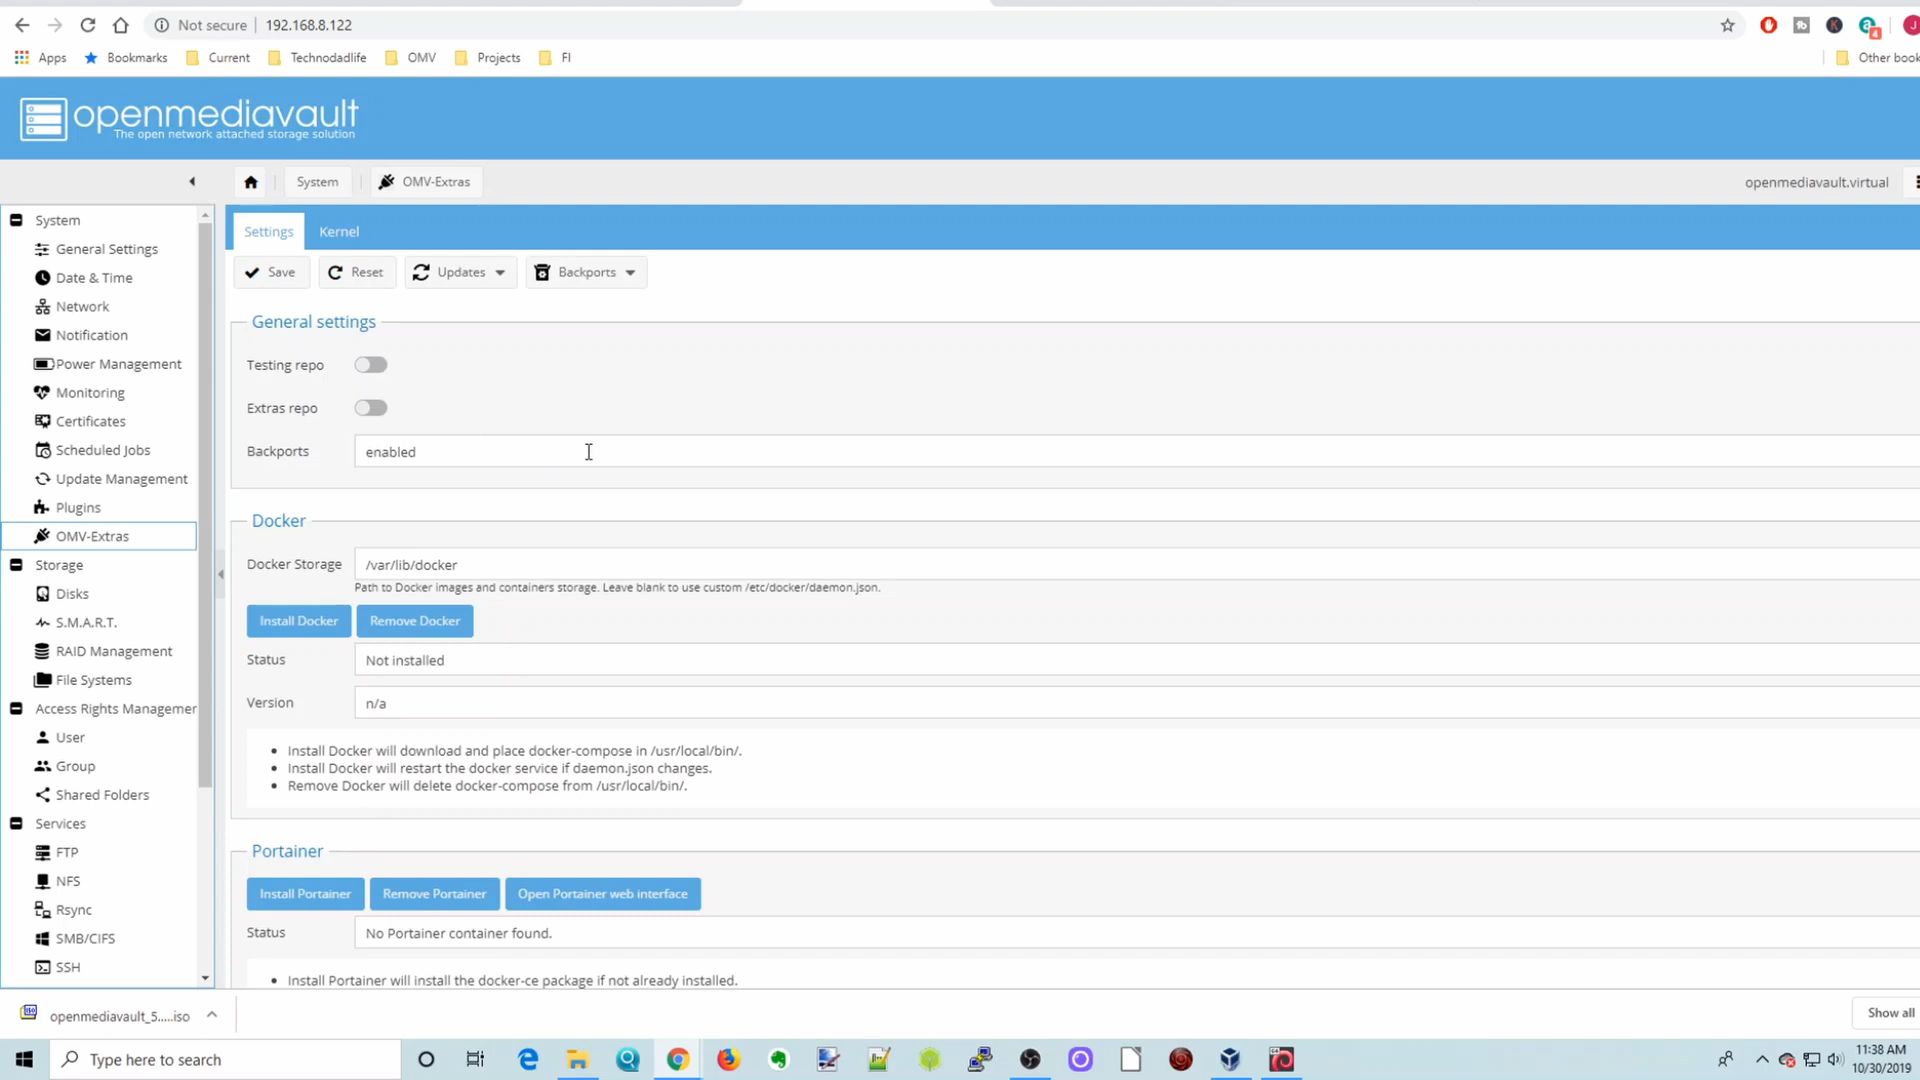 Not secure | 192.168.8.122
Apps Bookmarks Current Technodadlife OMV Projects FI Other book
openmediavault
The open network attached storage solution
System OMV-Extras openmediavault.virtual
System
General Settings
Date & Time
Network
Notification
Power Management
Monitoring
Certificates
Scheduled Jobs
Update Management
Plugins
OMV-Extras
Storage
Disks
S.M.A.R.T.
RAID Management
File Systems
Access Rights Managemer
User
Group
Shared Folders
Services
FTP
NFS
Rsync
SMB/CIFS
SSH
Settings Kernel
Save Reset Updates Backports
General settings
Testing repo
Extras repo
Backports enabled
Docker
Docker Storage /var/lib/docker
Path to Docker images and containers storage. Leave blank to use custom /etc/docker/daemon.json.
Install Docker Remove Docker
Status Not installed
Version n/a
• Install Docker will download and place docker-compose in /usr/local/bin/.
• Install Docker will restart the docker service if daemon.json changes.
• Remove Docker will delete docker-compose from /usr/local/bin/.
Portainer
Install Portainer Remove Portainer Open Portainer web interface
Status No Portainer container found.
• Install Portainer will install the docker-ce package if not already installed.
openmediavault_5.....iso Show all
Type here to search
11:38 AM
10/30/2019